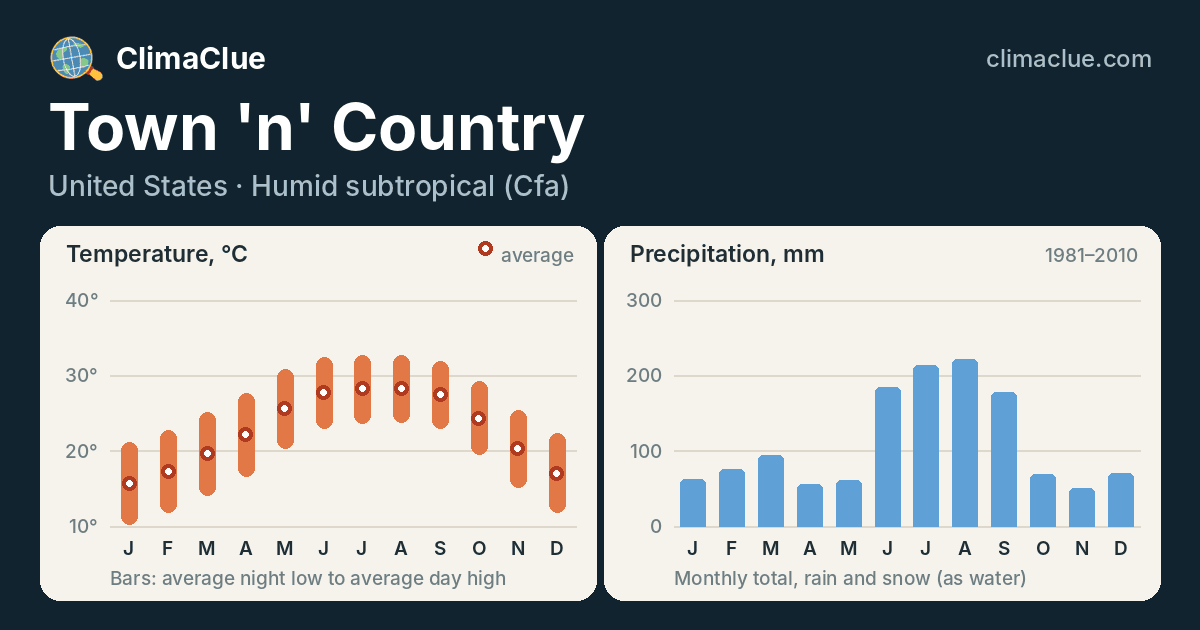 ClimaClue
climaclue.com
Town 'n' Country
United States · Humid subtropical (Cfa)
Temperature, °C
average
40°
30°
20°
10°
J F M A M J J A S O N D
Bars: average night low to average day high
Precipitation, mm
1981–2010
300
200
100
0
J F M A M J J A S O N D
Monthly total, rain and snow (as water)